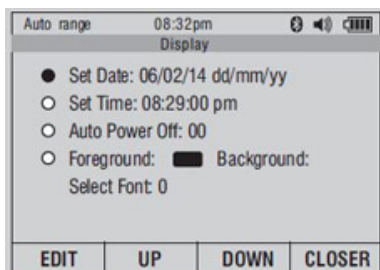 Auto range 08:32pm
Display
Set Date: 06/02/14 dd/mm/yy
Set Time: 08:29:00 pm
Auto Power Off: 00
Foreground: Background:
Select Font: 0
EDIT UP DOWN CLOSER